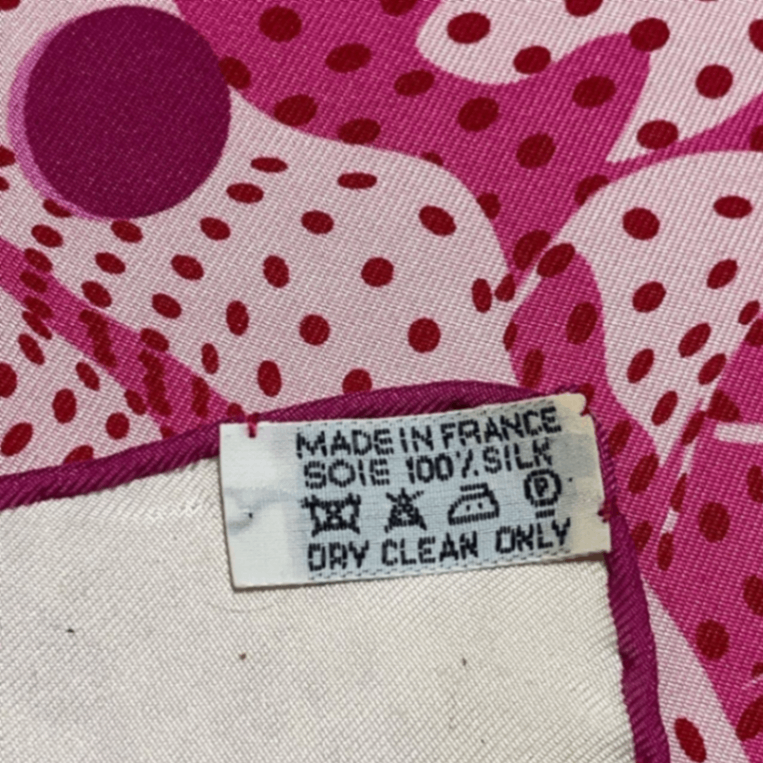 MADE IN FRANCE
SOIE 100% SILK
P
DRY CLEAN ONLY